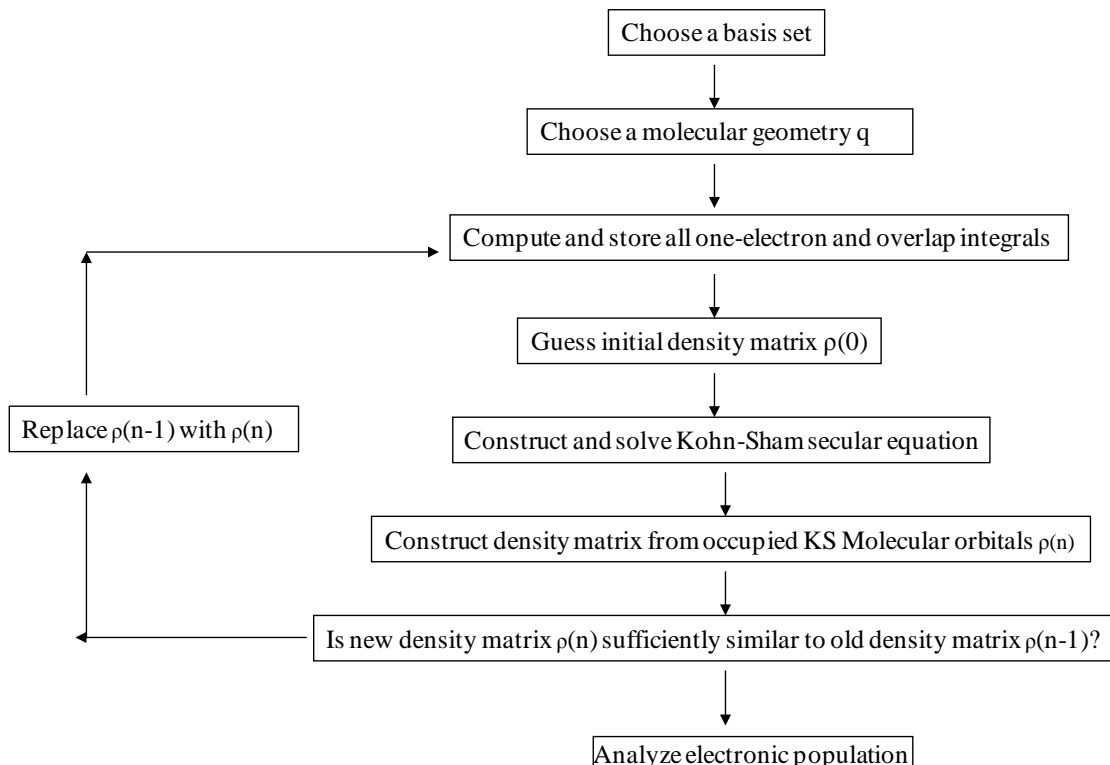 Choose a basis set
Choose a molecular geometry q
Compute and store all one-electron and overlap integrals
Guess initial density matrix ρ(0)
Replace ρ(n-1) with ρ(n)
Construct and solve Kohn-Sham secular equation
Construct density matrix from occupied KS Molecular orbitals ρ(n)
Is new density matrix ρ(n) sufficiently similar to old density matrix ρ(n-1)?
Analyze electronic population